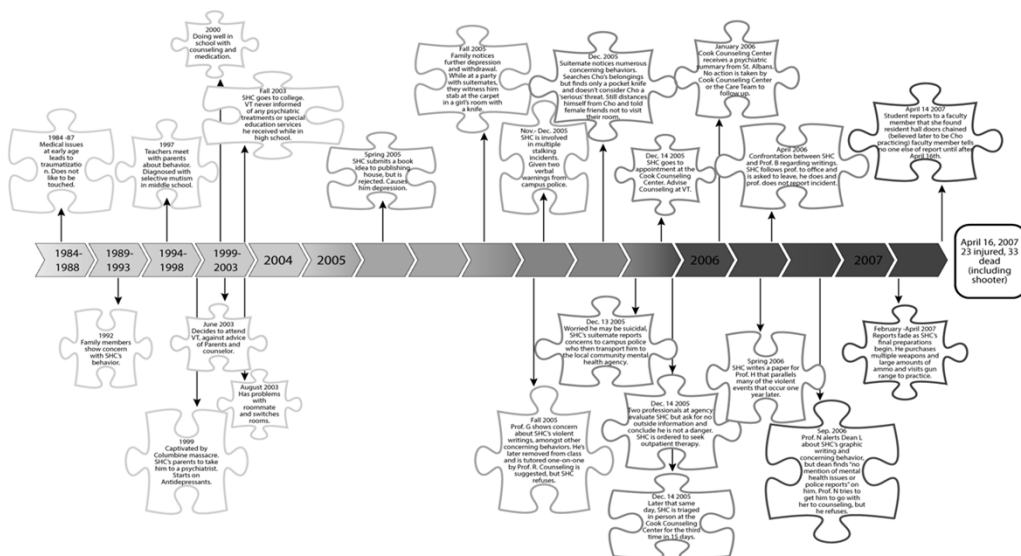 2000
Doing well in
school with
counseling and
medication.
Fall 2003
SHC goes to college.
VT never informed
of any psychiatric
treatments or special
education services
he received while in
high school.
1984 -87
Medical issues
at early age
leads to
traumatizatio
n. Does not
like to be
touched.
1997
Teachers meet
with parents
about behavior.
Diagnosed with
selective mutism
in middle school.
Spring 2005
SHC submits a book
idea to publishing
house, but is
rejected. Causes
him depression.
Fall 2005
Family notices
further depression
and withdrawal.
While at a party
with suitemates,
they witness him
stab at the carpet
in a girl's room with
a knife.
Nov.- Dec. 2005
SHC is involved
in multiple
stalking
incidents.
Given two
verbal
warnings from
campus police.
Dec. 2005
Suitemate notices numerous
concerning behaviors.
Searches Cho's belongings
but finds only a pocket knife
and doesn't consider Cho a
'serious' threat. Still distances
himself from Cho and told
female friends not to visit
their room.
Dec. 14 2005
SHC goes to
appointment at the
Cook Counseling
Center. Advise
Counseling at VT.
January 2006
Cook Counseling Center
receives a psychiatric
summary from St. Albans.
No action is taken by
Cook Counseling Center
or the Care Team to
follow up.
April 2006
Confrontation between SHC
and Prof. B regarding writings.
SHC follows prof. to office and
is asked to leave, he does and
prof. does not report incident.
April 14 2007
Student reports to a faculty
member that she found
resident hall doors chained
(believed later to be Cho
practicing) faculty member tells
no one else of report until after
April 16th.
1984-
1988
1989-
1993
1994-
1998
1999-
2003
2004
2005
2006
2007
April 16, 2007
23 injured, 33
dead
(including
shooter)
1992
Family members
show concern
with SHC's
behavior.
June 2003
Decides to attend
VT, against advice
of Parents and
counselor.
August 2003
Has problems
with
roommate and
switches
rooms.
1999
Captivated by
Columbine massacre.
SHC's parents to take
him to a psychiatrist.
Starts on
Antidepressants.
Fall 2005
Prof. G shows concern
about SHC's violent
writings, amongst other
concerning behaviors. He's
later removed from class
and is tutored one-on-one
by Prof. R. Counseling is
suggested, but SHC
refuses.
Dec. 13 2005
Worried he may be suicidal,
SHC's suitemate reports
concerns to campus police
who then transport him to
the local community mental
health agency.
Dec. 14 2005
Two professionals at agency
evaluate SHC but ask for no
outside information and
conclude he is not a danger.
SHC is ordered to seek
outpatient therapy.
Dec. 14 2005
Later that same
day, SHC is triaged
in person at the
Cook Counseling
Center for the third
time in 15 days.
Spring 2006
SHC writes a paper for
Prof. H that parallels
many of the violent
events that occur one
year later.
Sep. 2006
Prof. N alerts Dean L
about SHC's graphic
writing and
concerning behavior,
but dean finds "no
mention of mental
health issues or
police reports" on
him. Prof. N tries to
get him to go with
her to counseling, but
he refuses.
February -April 2007
Reports fade as SHC's
final preparations
begin. He purchases
multiple weapons and
large amounts of
ammo and visits gun
range to practice.